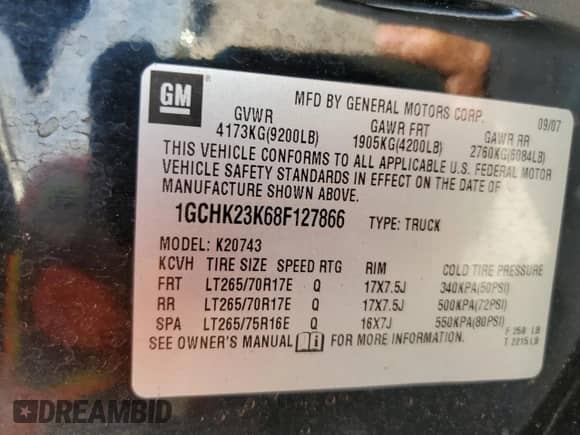 GM ®
MFD BY GENERAL MOTORS CORP. 09/07
GVWR GAWR FRT GAWR RR
4173KG(9200LB) 1905KG(4200LB) 2760KG(6084LB)
THIS VEHICLE CONFORMS TO ALL APPLICABLE U.S. FEDERAL MOTOR
VEHICLE SAFETY STANDARDS IN EFFECT ON THE DATE OF
MANUFACTURE SHOWN ABOVE.
1GCHK23K68F127866 TYPE: TRUCK
MODEL: K20743
KCVH TIRE SIZE SPEED RTG RIM COLD TIRE PRESSURE
FRT LT265/70R17E Q 17X7.5J 340KPA(50PSI)
RR LT265/70R17E Q 17X7.5J 500KPA(72PSI)
SPA LT265/75R16E Q 16X7J 550KPA(80PSI)
SEE OWNER'S MANUAL FOR MORE INFORMATION. F 258 LB
T 2215 LB
DREAMBID